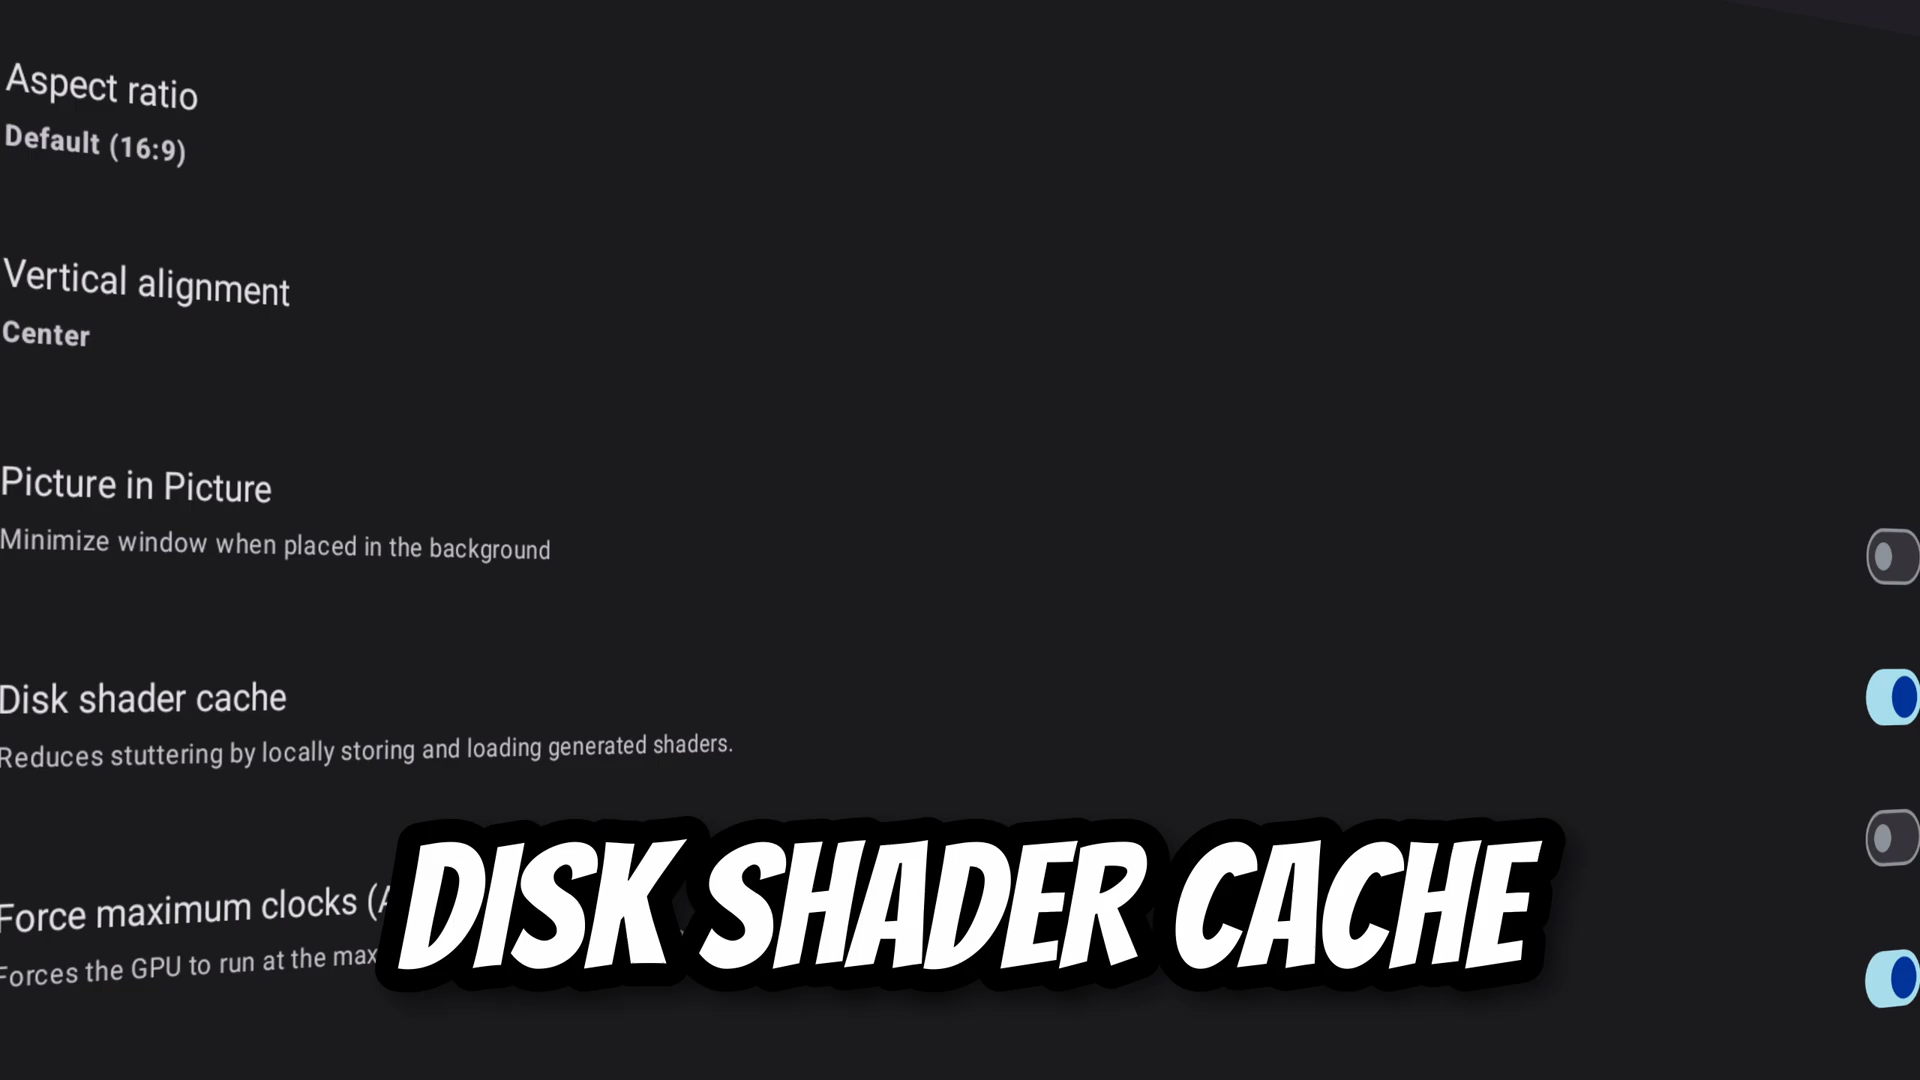 Aspect ratio
Default (16:9)
Vertical alignment
Center
Picture in Picture
Minimize window when placed in the background
Disk shader cache
Reduces stuttering by locally storing and loading generated shaders.
Force maximum clocks (A
Forces the GPU to run at the max
DISK SHADER CACHE